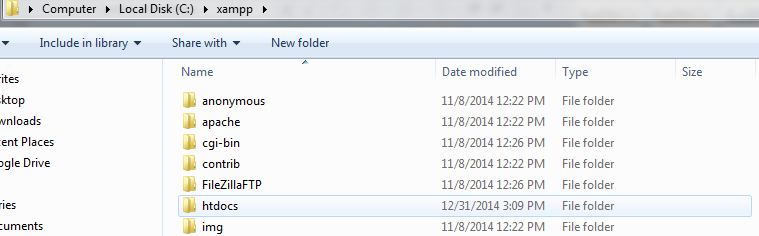 Computer Local Disk (C:) xampp
Include in library Share with New folder
Name Date modified Type Size
rites
sktop
wnloads
cent Places
ogle Drive
ries
cuments
anonymous 11/8/2014 12:22 PM File folder
apache 11/8/2014 12:22 PM File folder
cgi-bin 11/8/2014 12:26 PM File folder
contrib 11/8/2014 12:22 PM File folder
FileZillaFTP 11/8/2014 12:26 PM File folder
htdocs 12/31/2014 3:09 PM File folder
img 11/8/2014 12:22 PM File folder